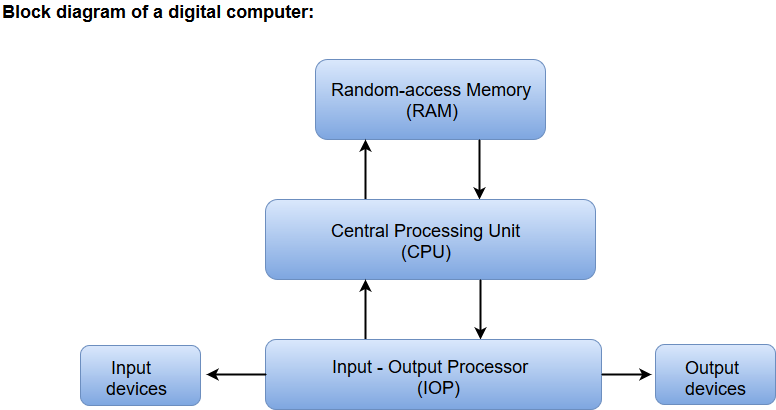 Block diagram of a digital computer:
Random-access Memory
(RAM)
Central Processing Unit
(CPU)
Input
devices
Input - Output Processor
(IOP)
Output
devices